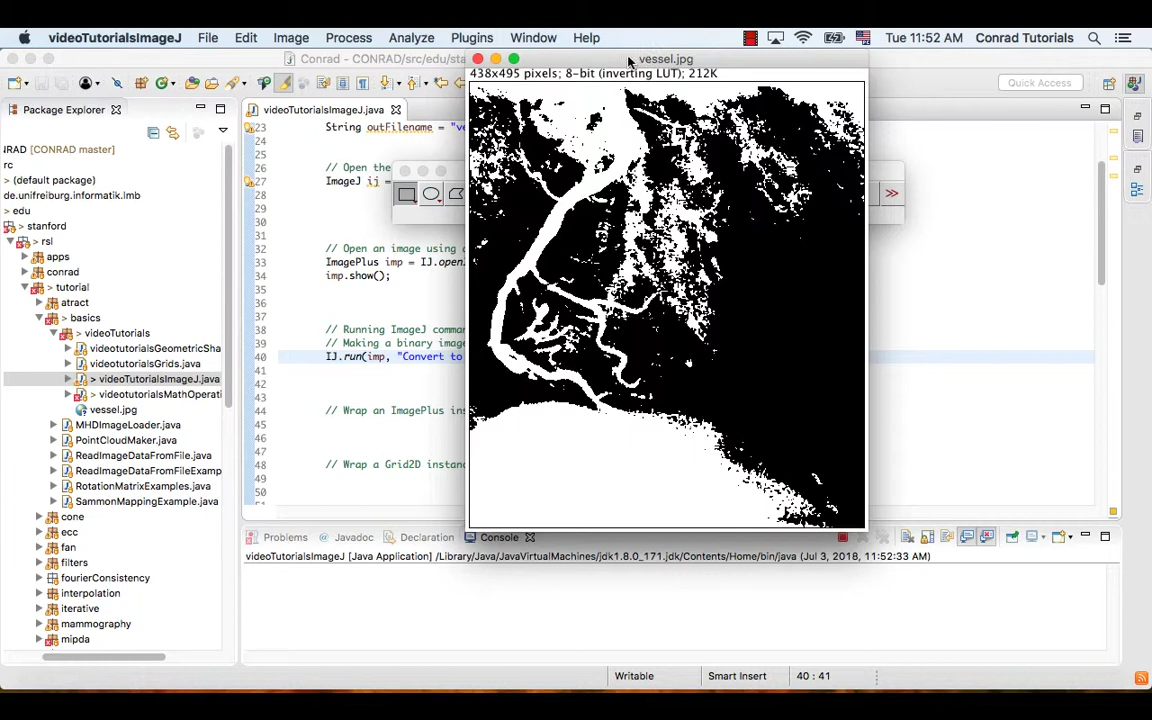 videoTutorialsImageJ File Edit Image Process Analyze Plugins Window Help Tue 11:52 AM Conrad Tutorials
Conrad - CONRAD/src/edu/sta
vessel.jpg
438x495 pixels; 8-bit (inverting LUT); 212K
Quick Access
Package Explorer
videoTutorialsImageJ.java
NRAD [CONRAD master]
rc
> (default package)
de.unifreiburg.informatik.lmb
> edu
> stanford
> rsl
> apps
> conrad
> tutorial
> atract
> basics
> videoTutorials
> videotutorialsGeometricSha
videotutorialsGrids.java
> videoTutorialsImageJ.java
> videotutorialsMathOperati
vessel.jpg
MHDImageLoader.java
PointCloudMaker.java
ReadImageDataFromFile.java
ReadImageDataFromFileExamp
RotationMatrixExamples.java
SammonMappingExample.java
cone
ecc
fan
filters
fourierConsistency
interpolation
iterative
mammography
mipda
23 String outFilename = "ve
24
25
26 // Open the
27 ImageJ ij =
28
29
30
31
32 // Open an image using
33 ImagePlus imp = IJ.open
34 imp.show();
35
36
37
38 // Running ImageJ comma
39 // Making a binary imag
40 IJ.run(imp, "Convert to
41
42
43
44 // Wrap an ImagePlus ins
45
46
47
48 // Wrap a Grid2D instanc
49
50
Problems Javadoc Declaration Console
videoTutorialsImageJ [Java Application] /Library/Java/JavaVirtualMachines/jdk1.8.0_171.jdk/Contents/Home/bin/java (Jul 3, 2018, 11:52:33 AM)
Writable Smart Insert 40 : 41